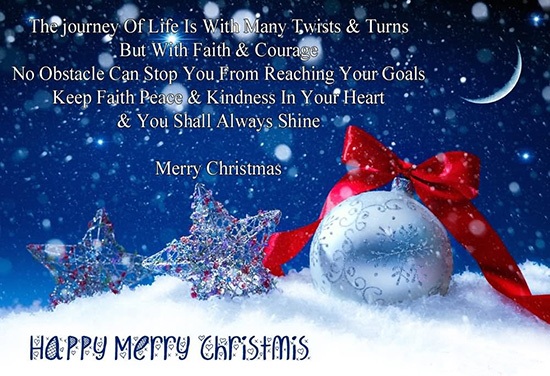 The journey Of Life Is With Many Twists & Turns
But With Faith & Courage
No Obstacle Can Stop You From Reaching Your Goals
Keep Faith Peace & Kindness In Your Heart
& You Shall Always Shine
Merry Christmas
Happy Merry Christmis